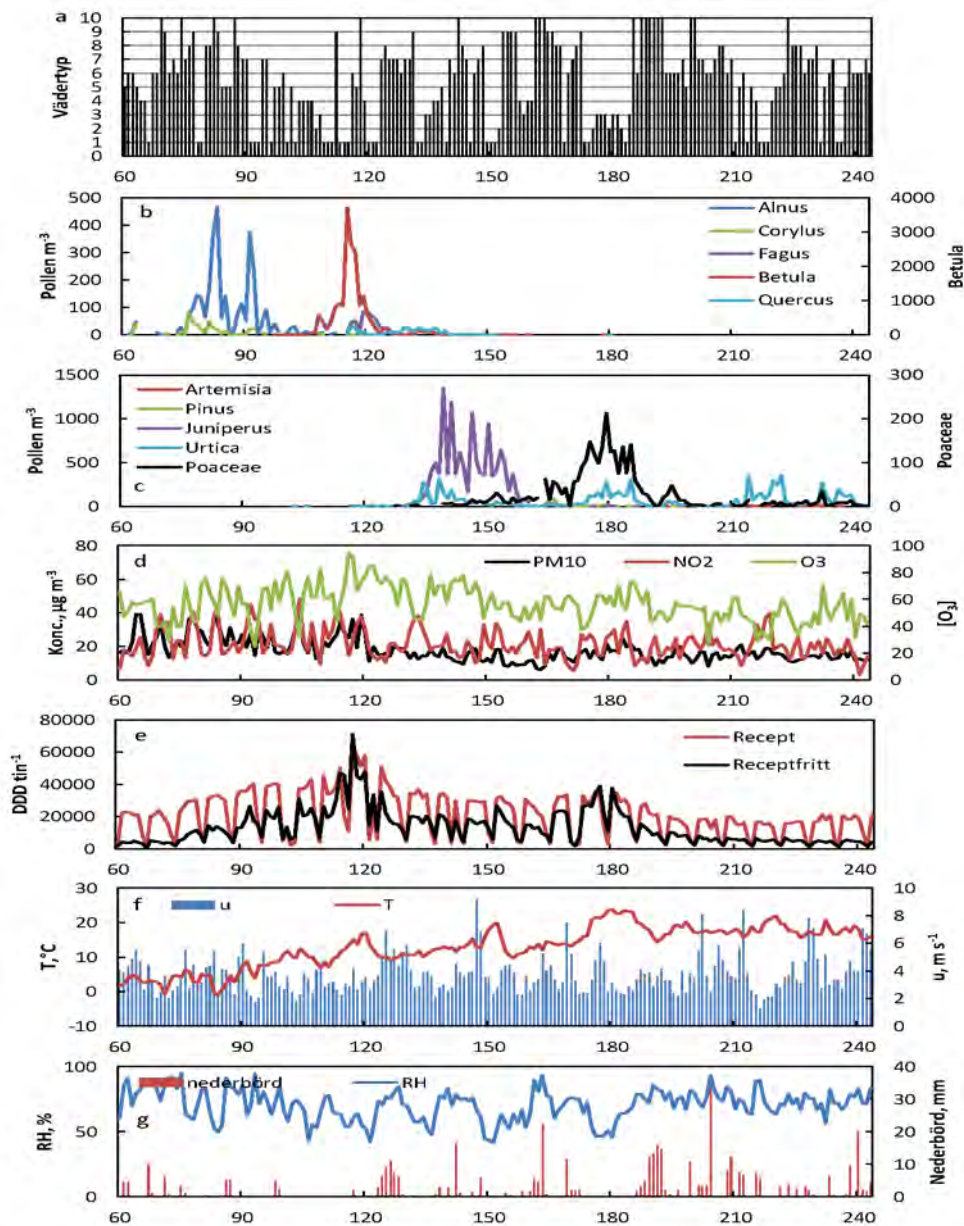 a
Vädertyp
10
9
8
7
6
5
4
3
2
1
0
60 90 120 150 180 210 240
b
Pollen m-3
500
400
300
200
100
0
Alnus
Corylus
Fagus
Betula
Quercus
4000
3000
2000
1000
0
Betula
60 90 120 150 180 210 240
Pollen m-3
1500
1000
500
0
Artemisia
Pinus
Juniperus
Urtica
Poaceae
c
300
200
100
0
Poaceae
60 90 120 150 180 210 240
d
Konc., µg m-3
80
60
40
20
0
PM10 NO2 O3
100
80
60
40
20
0
[O3]
60 90 120 150 180 210 240
e
DDD tin-1
80000
60000
40000
20000
0
Recept
Receptfritt
60 90 120 150 180 210 240
f
T,°C
30
20
10
0
-10
u T
10
8
6
4
2
0
u, m s-1
60 90 120 150 180 210 240
RH, %
100
50
0
nederbörd RH
g
40
30
20
10
0
Nederbörd, mm
60 90 120 150 180 210 240